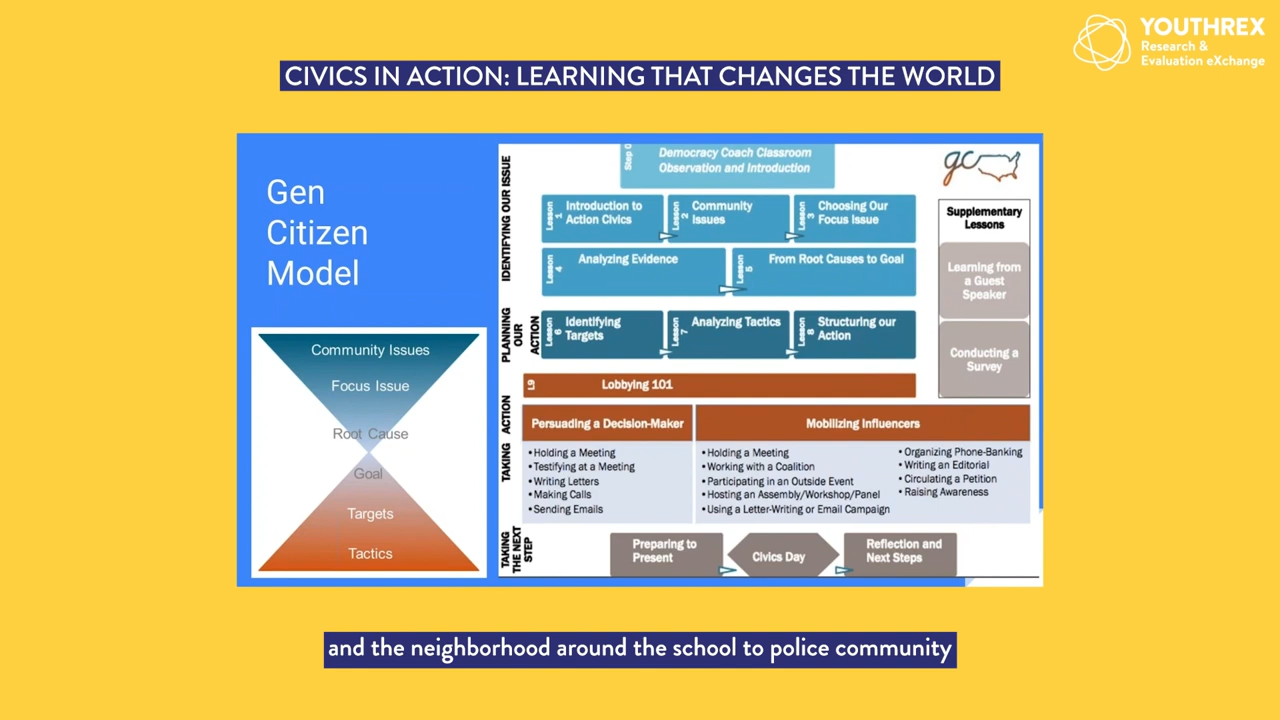 YOUTHREX
Research &
Evaluation eXchange
CIVICS IN ACTION: LEARNING THAT CHANGES THE WORLD
Gen
Citizen
Model
Community Issues
Focus Issue
Root Cause
Goal
Targets
Tactics
IDENTIFYING OUR ISSUE
Step 0
Democracy Coach Classroom
Observation and Introduction
Lesson 1
Introduction to
Action Civics
Lesson 2
Community
Issues
Lesson 3
Choosing Our
Focus Issue
Lesson 4
Analyzing Evidence
Lesson 5
From Root Causes to Goal
PLANNING
OUR
ACTION
Lesson 6
Identifying
Targets
Lesson 7
Analyzing Tactics
Lesson 8
Structuring our
Action
L9
Lobbying 101
TAKING ACTION
Persuading a Decision-Maker
• Holding a Meeting
• Testifying at a Meeting
• Writing Letters
• Making Calls
• Sending Emails
Mobilizing Influencers
• Holding a Meeting
• Working with a Coalition
• Participating in an Outside Event
• Hosting an Assembly/Workshop/Panel
• Using a Letter-Writing or Email Campaign
• Organizing Phone-Banking
• Writing an Editorial
• Circulating a Petition
• Raising Awareness
TAKING
THE NEXT
STEP
Preparing to
Present
Civics Day
Reflection and
Next Steps
gc
Supplementary
Lessons
Learning from
a Guest
Speaker
Conducting a
Survey
and the neighborhood around the school to police community